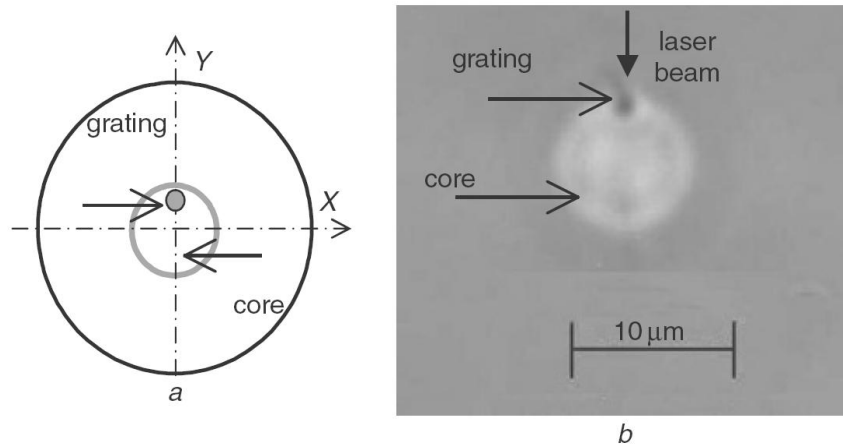 Y
grating
X
core
a
grating
laser
beam
core
10 μm
b